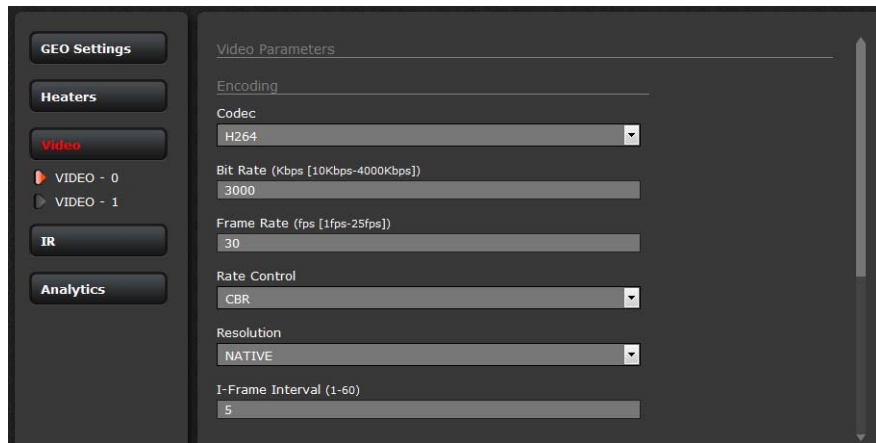 GEO Settings
Heaters
Video
VIDEO - 0
VIDEO - 1
IR
Analytics
Video Parameters
Encoding
Codec
H264
Bit Rate (Kbps [10Kbps-4000Kbps])
3000
Frame Rate (fps [1fps-25fps])
30
Rate Control
CBR
Resolution
NATIVE
I-Frame Interval (1-60)
5